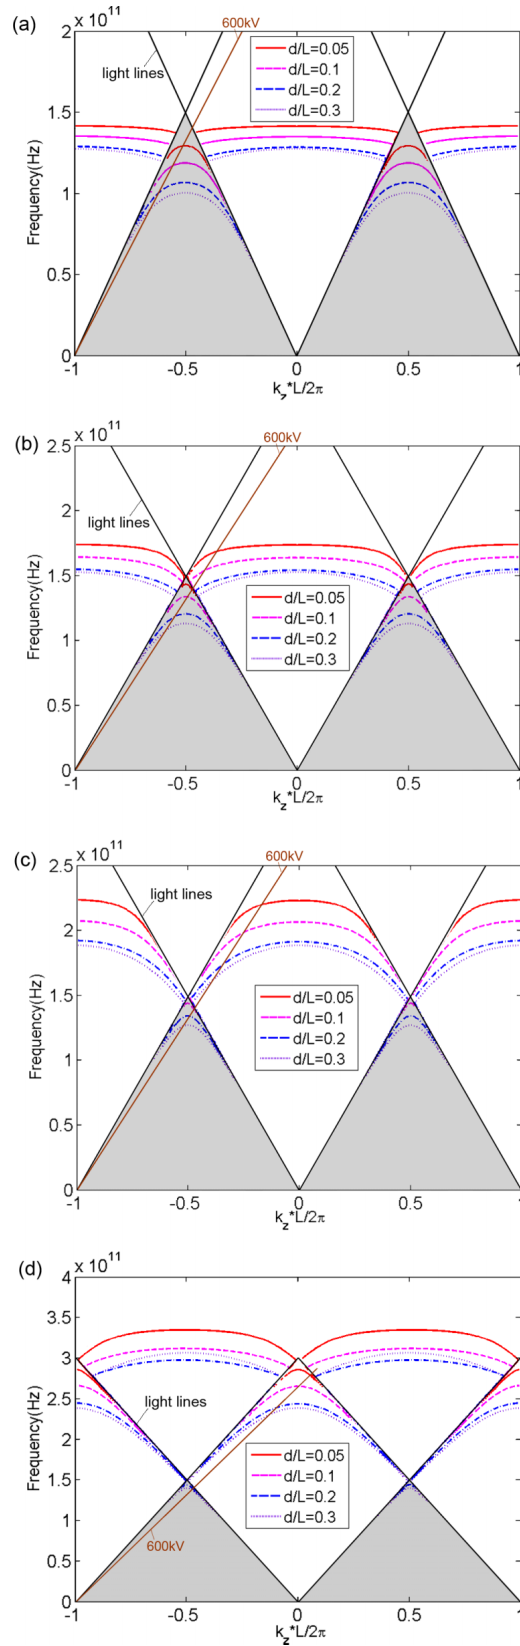 (a)
x 10^11
600kV
2
light lines
d/L=0.05
d/L=0.1
d/L=0.2
d/L=0.3
1.5
1
0.5
0
Frequency(Hz)
-1 -0.5 0 0.5 1
k_z*L/2π
(b)
x 10^11
600kV
2.5
light lines
2
1.5
d/L=0.05
d/L=0.1
d/L=0.2
d/L=0.3
1
0.5
0
Frequency(Hz)
-1 -0.5 0 0.5 1
k_z*L/2π
(c)
x 10^11
600kV
2.5
light lines
2
1.5
d/L=0.05
d/L=0.1
d/L=0.2
d/L=0.3
1
0.5
0
Frequency(Hz)
-1 -0.5 0 0.5 1
k_z*L/2π
(d)
x 10^11
4
3.5
3
2.5
light lines
2
1.5
d/L=0.05
d/L=0.1
d/L=0.2
d/L=0.3
1
600kV
0.5
0
Frequency(Hz)
-1 -0.5 0 0.5 1
k_z*L/2π